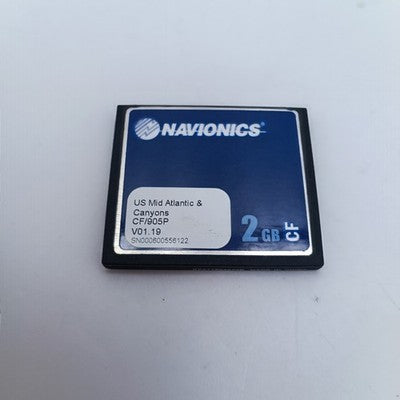 NAVIONICS
US Mid Atlantic &
Canyons
CF/905P
V01.19
SN000600556122
2 GB CF